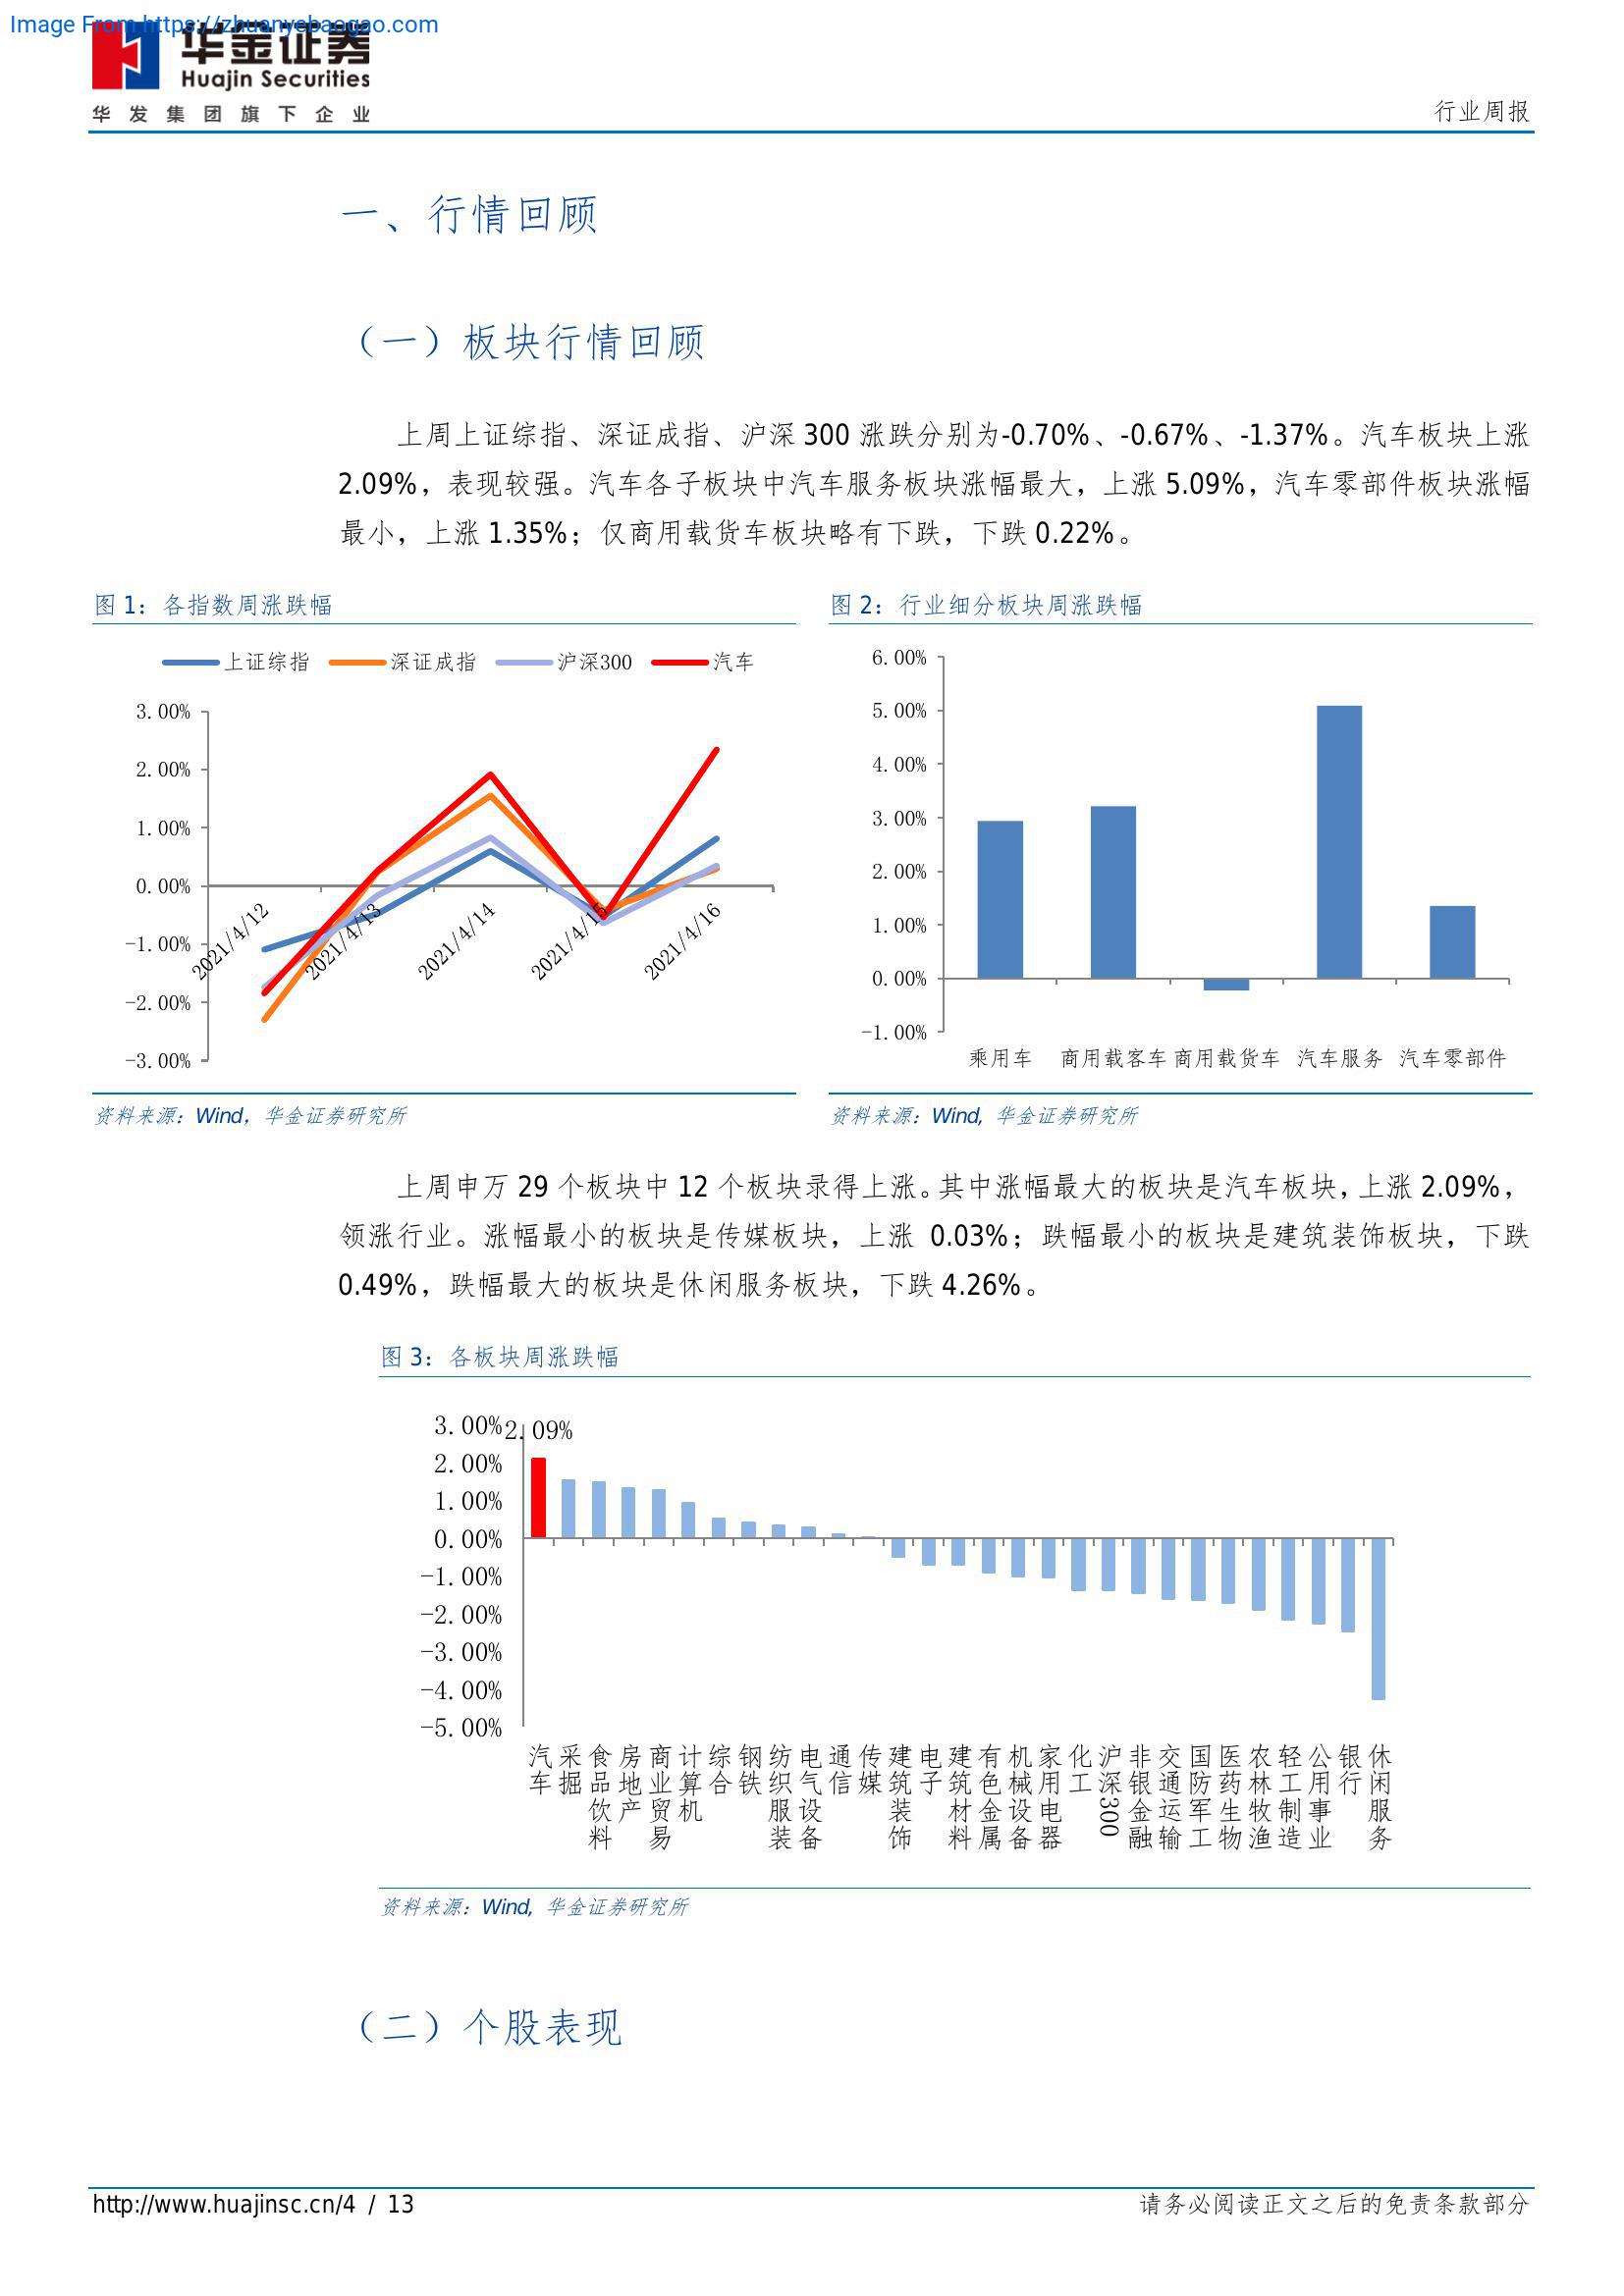 Image From https://zhuanyebaogao.com
华金证券
Huajin Securities
华发集团旗下企业
行业周报
一、行情回顾
（一）板块行情回顾
上周上证综指、深证成指、沪深 300 涨跌分别为-0.70%、-0.67%、-1.37%。汽车板块上涨
2.09%，表现较强。汽车各子板块中汽车服务板块涨幅最大，上涨 5.09%，汽车零部件板块涨幅
最小，上涨 1.35%；仅商用载货车板块略有下跌，下跌 0.22%。
图 1：各指数周涨跌幅
上证综指 深证成指 沪深300 汽车
3.00%
2.00%
1.00%
0.00%
-1.00%
-2.00%
-3.00%
2021/4/12 2021/4/13 2021/4/14 2021/4/15 2021/4/16
资料来源：Wind，华金证券研究所
图 2：行业细分板块周涨跌幅
6.00%
5.00%
4.00%
3.00%
2.00%
1.00%
0.00%
-1.00%
乘用车 商用载客车 商用载货车 汽车服务 汽车零部件
资料来源：Wind, 华金证券研究所
上周申万 29 个板块中 12 个板块录得上涨。其中涨幅最大的板块是汽车板块，上涨 2.09%，
领涨行业。涨幅最小的板块是传媒板块，上涨 0.03%；跌幅最小的板块是建筑装饰板块，下跌
0.49%，跌幅最大的板块是休闲服务板块，下跌 4.26%。
图 3：各板块周涨跌幅
3.00%
2.09%
2.00%
1.00%
0.00%
-1.00%
-2.00%
-3.00%
-4.00%
-5.00%
汽车 采掘 食品饮料 房地产 商业贸易 计算机 综合 钢铁 纺织服装 电气设备 通信 传媒 建筑装饰 电子 建筑材料 有色金属 机械设备 家用电器 化工 沪深300 非银金融 交通运输 国防军工 医药生物 农林牧渔 轻工制造 公用事业 银行 休闲服务
资料来源：Wind, 华金证券研究所
（二）个股表现
http://www.huajinsc.cn/4 / 13
请务必阅读正文之后的免责条款部分